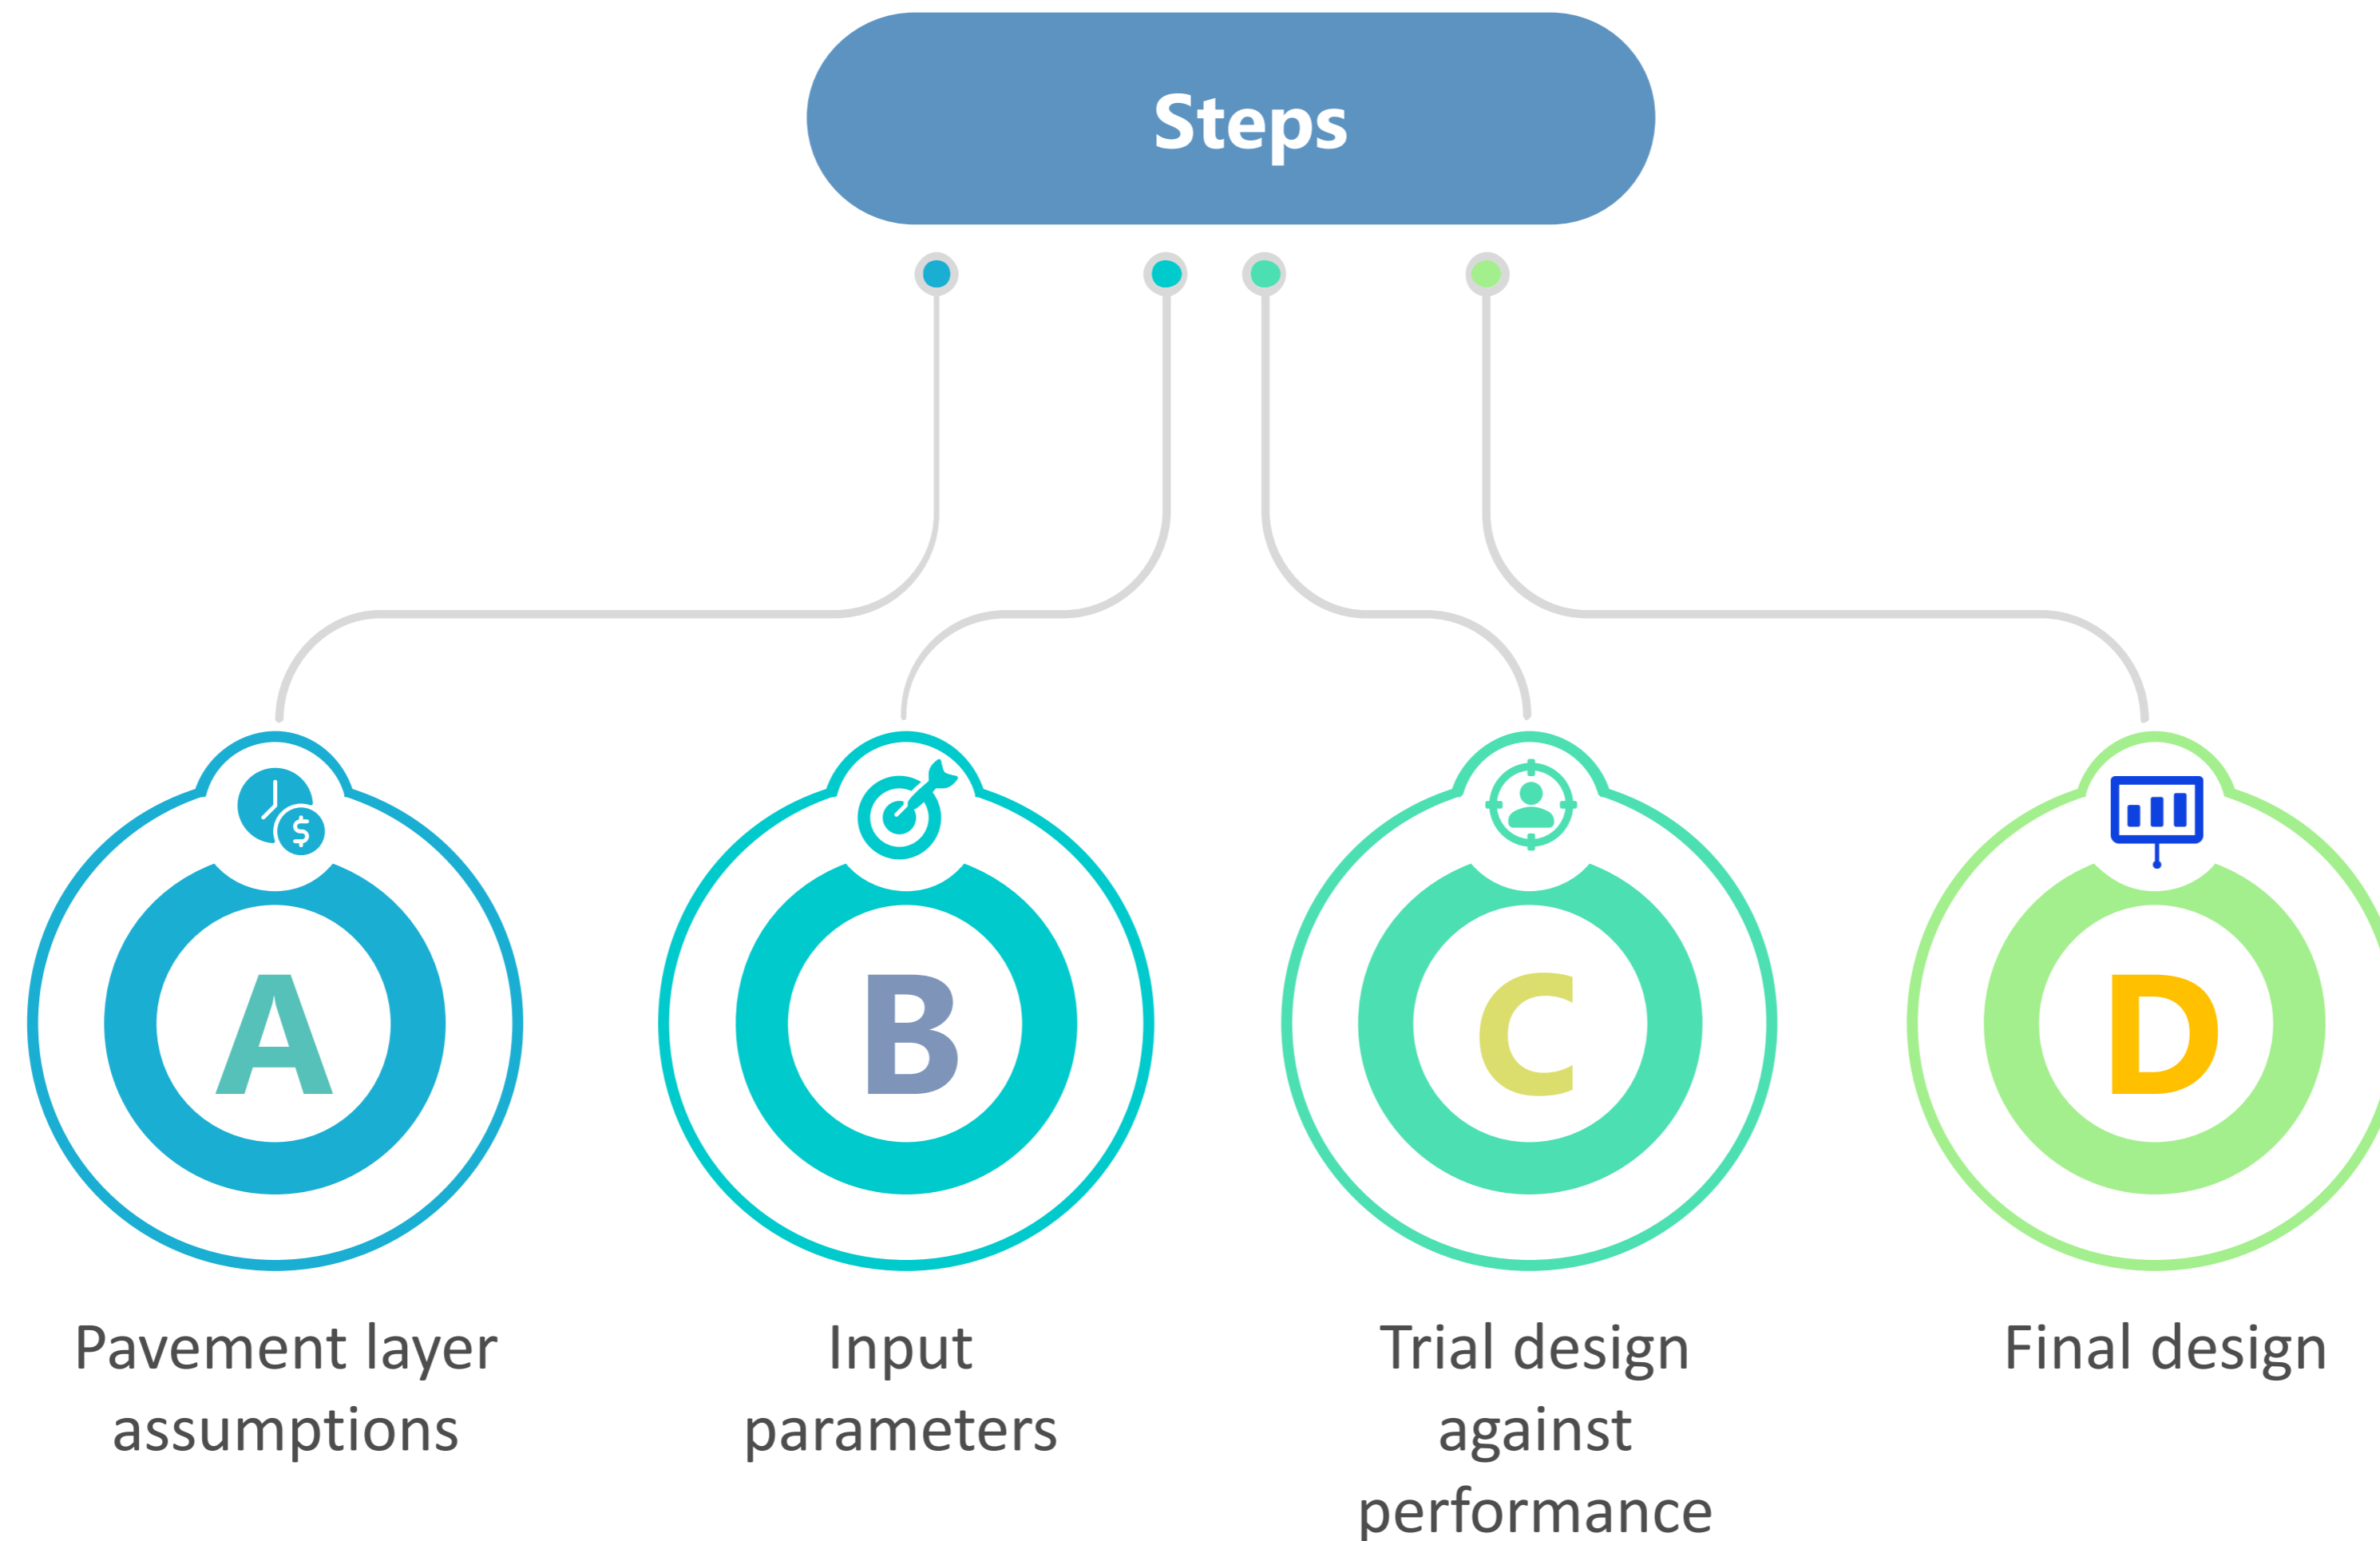 Steps
$
A
B
C
D
Pavement layer
assumptions
Input
parameters
Trial design
against
performance
Final design